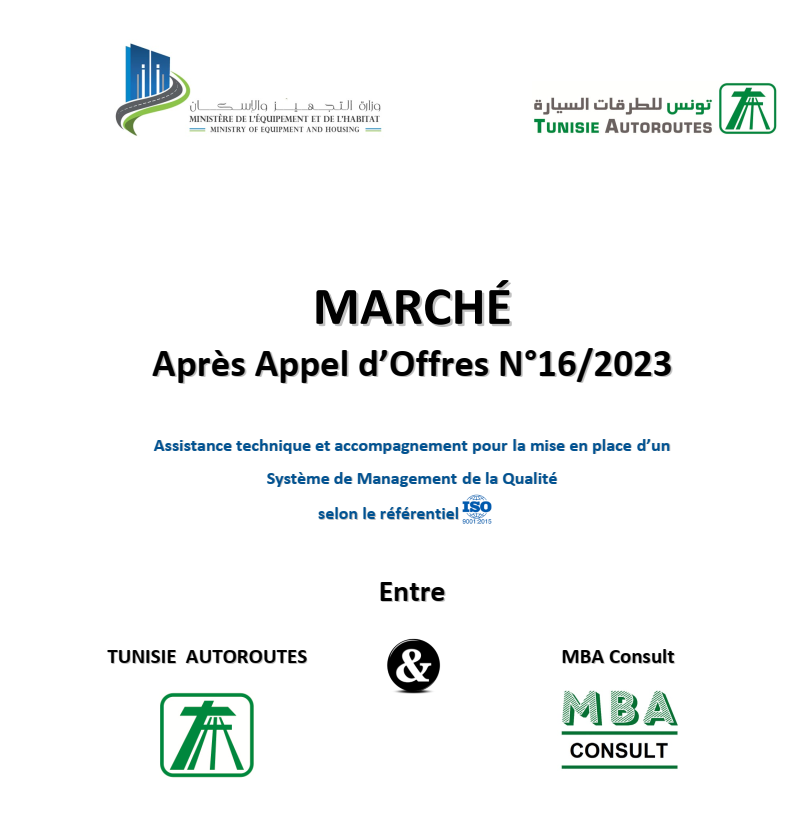 وزارة التجهيز والإسكان
MINISTÈRE DE L'ÉQUIPEMENT ET DE L'HABITAT
MINISTRY OF EQUIPMENT AND HOUSING
تونس للطرقات السيارة
TUNISIE AUTOROUTES
MARCHÉ
Après Appel d’Offres N°16/2023
Assistance technique et accompagnement pour la mise en place d’un
Système de Management de la Qualité
selon le référentiel ISO
9001:2015
Entre
TUNISIE AUTOROUTES
&
MBA Consult
MBA
CONSULT